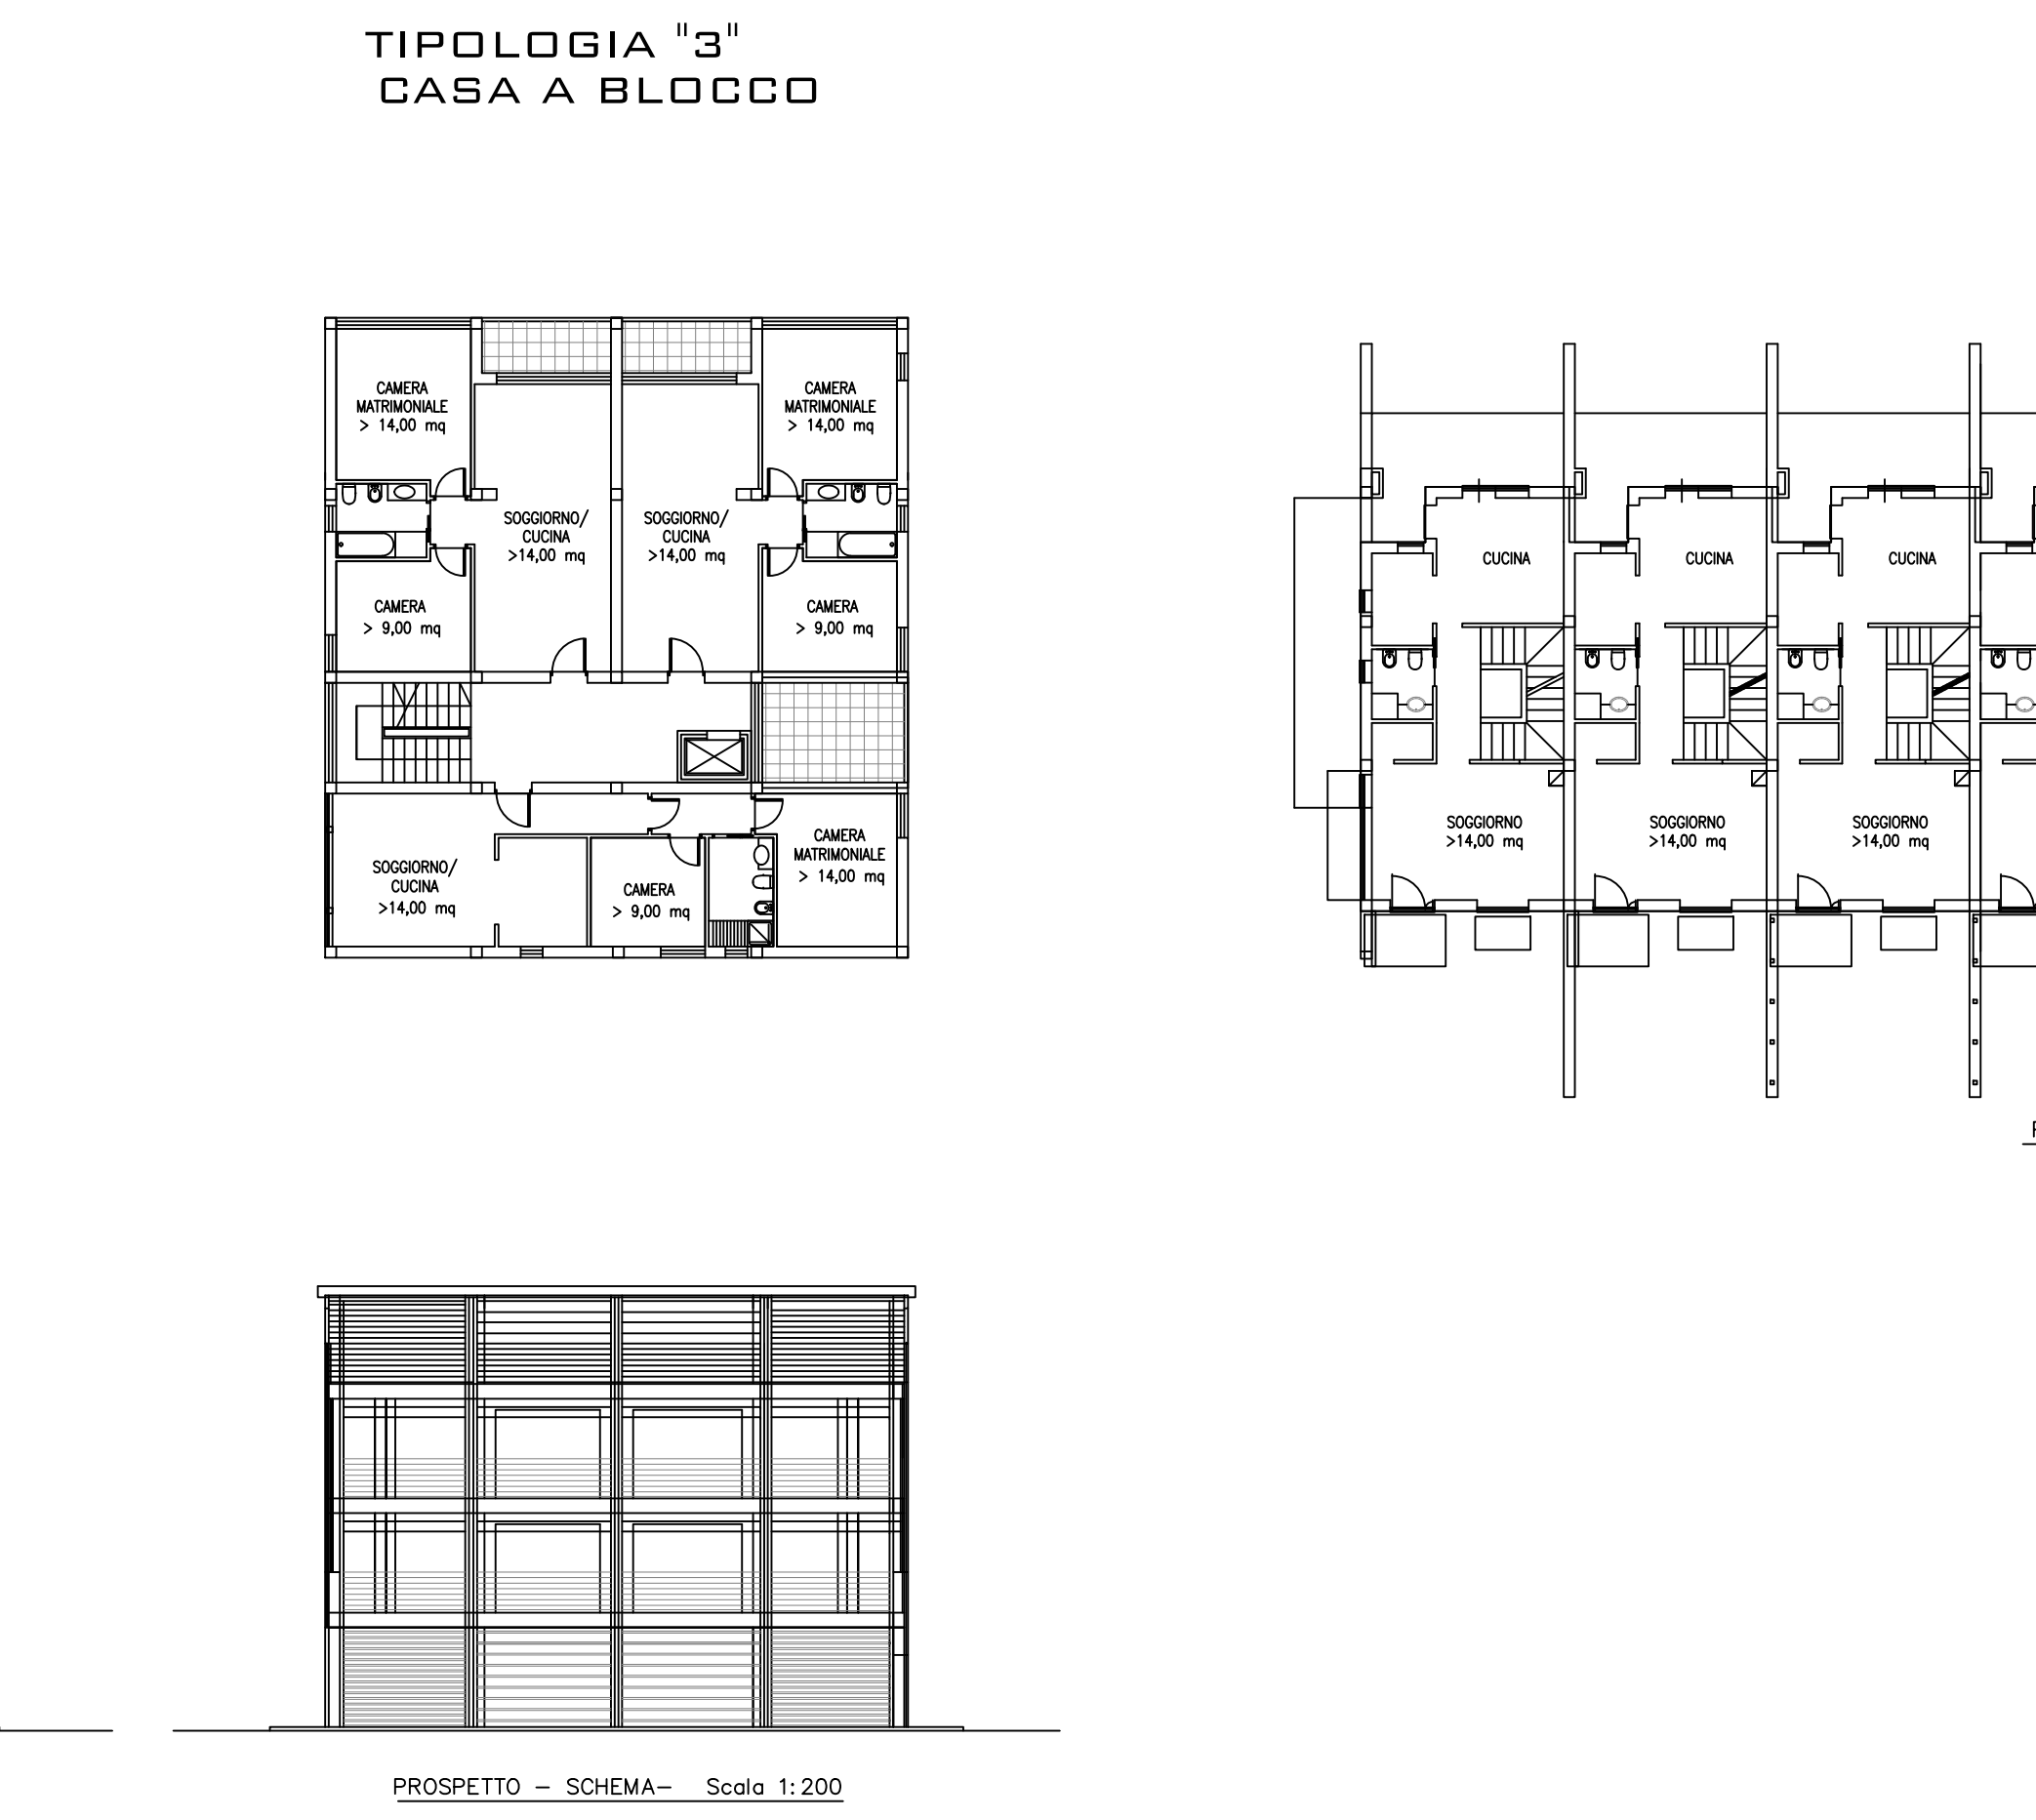 TIPOLOGIA "3"
CASA A BLOCCO
CAMERA
MATRIMONIALE
> 14,00 mq
CAMERA
MATRIMONIALE
> 14,00 mq
SOGGIORNO/
CUCINA
>14,00 mq
SOGGIORNO/
CUCINA
>14,00 mq
CAMERA
> 9,00 mq
CAMERA
> 9,00 mq
SOGGIORNO/
CUCINA
>14,00 mq
CAMERA
> 9,00 mq
CAMERA
MATRIMONIALE
> 14,00 mq
CUCINA
CUCINA
CUCINA
SOGGIORNO
>14,00 mq
SOGGIORNO
>14,00 mq
SOGGIORNO
>14,00 mq
PROSPETTO - SCHEMA- Scala 1:200